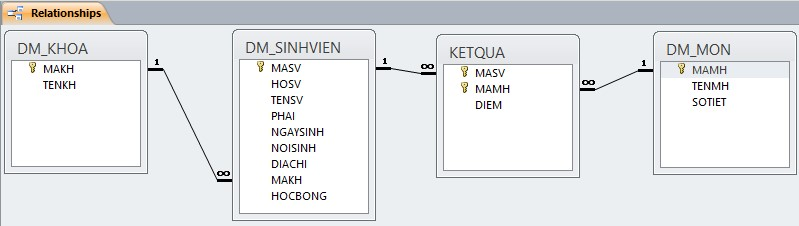 Relationships
DM_KHOA
MAKH
TENKH
1
∞
DM_SINHVIEN
MASV
HOSV
TENSV
PHAI
NGAYSINH
NOISINH
DIACHI
MAKH
HOCBONG
1
∞
KETQUA
MASV
MAMH
DIEM
∞
1
DM_MON
MAMH
TENMH
SOTIET